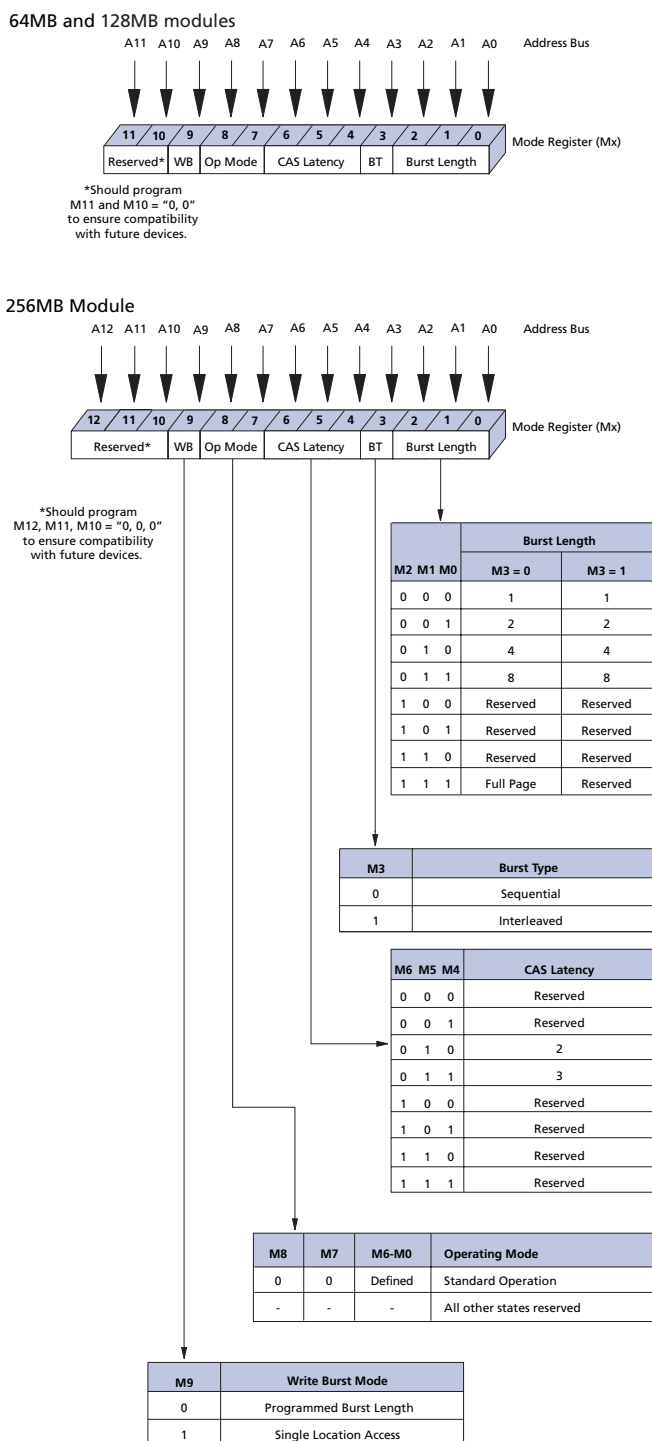 64MB and 128MB modules
A11 A10 A9 A8 A7 A6 A5 A4 A3 A2 A1 A0 Address Bus
11 10 9 8 7 6 5 4 3 2 1 0
Mode Register (Mx)
Reserved* WB Op Mode CAS Latency BT Burst Length
*Should program
M11 and M10 = “0, 0”
to ensure compatibility
with future devices.
256MB Module
A12 A11 A10 A9 A8 A7 A6 A5 A4 A3 A2 A1 A0 Address Bus
12 11 10 9 8 7 6 5 4 3 2 1 0
Mode Register (Mx)
Reserved* WB Op Mode CAS Latency BT Burst Length
*Should program
M12, M11, M10 = “0, 0, 0”
to ensure compatibility
with future devices.
Burst Length
M2 M1 M0 M3 = 0 M3 = 1
0 0 0 1 1
0 0 1 2 2
0 1 0 4 4
0 1 1 8 8
1 0 0 Reserved Reserved
1 0 1 Reserved Reserved
1 1 0 Reserved Reserved
1 1 1 Full Page Reserved
M3 Burst Type
0 Sequential
1 Interleaved
M6 M5 M4 CAS Latency
0 0 0 Reserved
0 0 1 Reserved
0 1 0 2
0 1 1 3
1 0 0 Reserved
1 0 1 Reserved
1 1 0 Reserved
1 1 1 Reserved
M8 M7 M6-M0 Operating Mode
0 0 Defined Standard Operation
- - - All other states reserved
M9 Write Burst Mode
0 Programmed Burst Length
1 Single Location Access